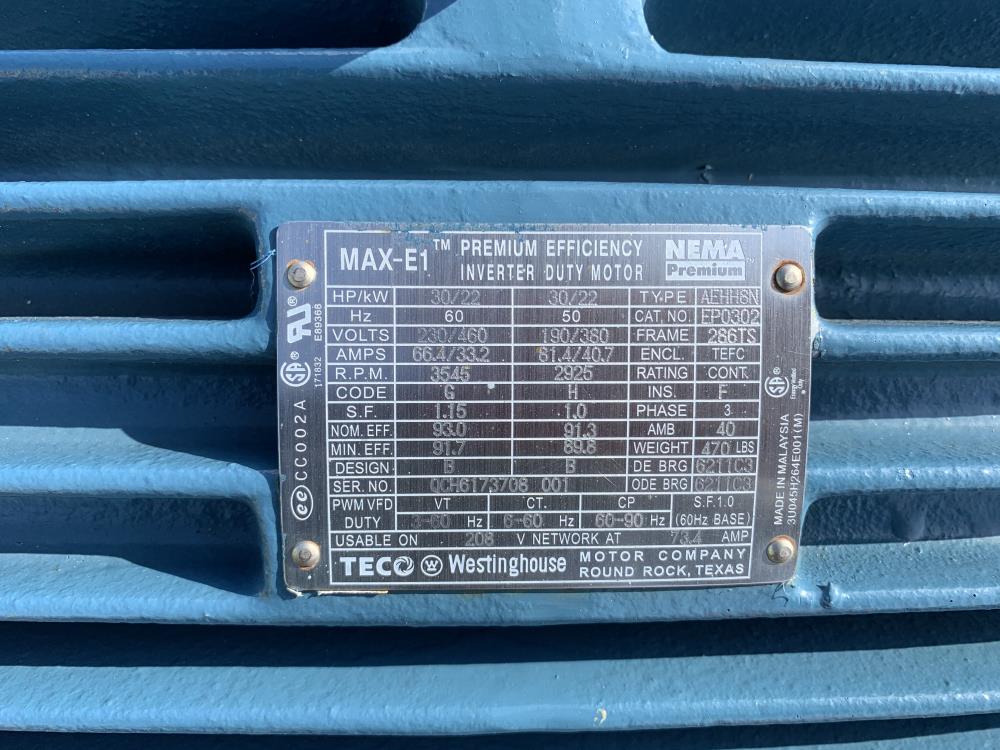 MAX-E1™ PREMIUM EFFICIENCY
INVERTER DUTY MOTOR
NEMA
Premium
HP/kW 30/22 30/22 TYPE AEHH8N
Hz 60 50 CAT. NO. EP0302
VOLTS 230/460 190/380 FRAME 286TS
AMPS 66.4/33.2 81.4/40.7 ENCL. TEFC
R.P.M. 3545 2925 RATING CONT.
CODE G H INS. F
S.F. 1.15 1.0 PHASE 3
NOM. EFF. 93.0 91.3 AMB 40
MIN. EFF. 91.7 89.8 WEIGHT 470 LBS
DESIGN B B DE BRG 6211C3
SER. NO. QCH6173708 001 ODE BRG 6211C3
PWM VFD VT CT. CP S.F.1.0
DUTY 3-60 Hz 6-60 Hz 60-90 Hz (60Hz BASE)
USABLE ON 208 V NETWORK AT 73.4 AMP
TECO W Westinghouse MOTOR COMPANY
ROUND ROCK, TEXAS
E89368
171832
ee CC002A
MADE IN MALAYSIA
3U045H264E001(M)